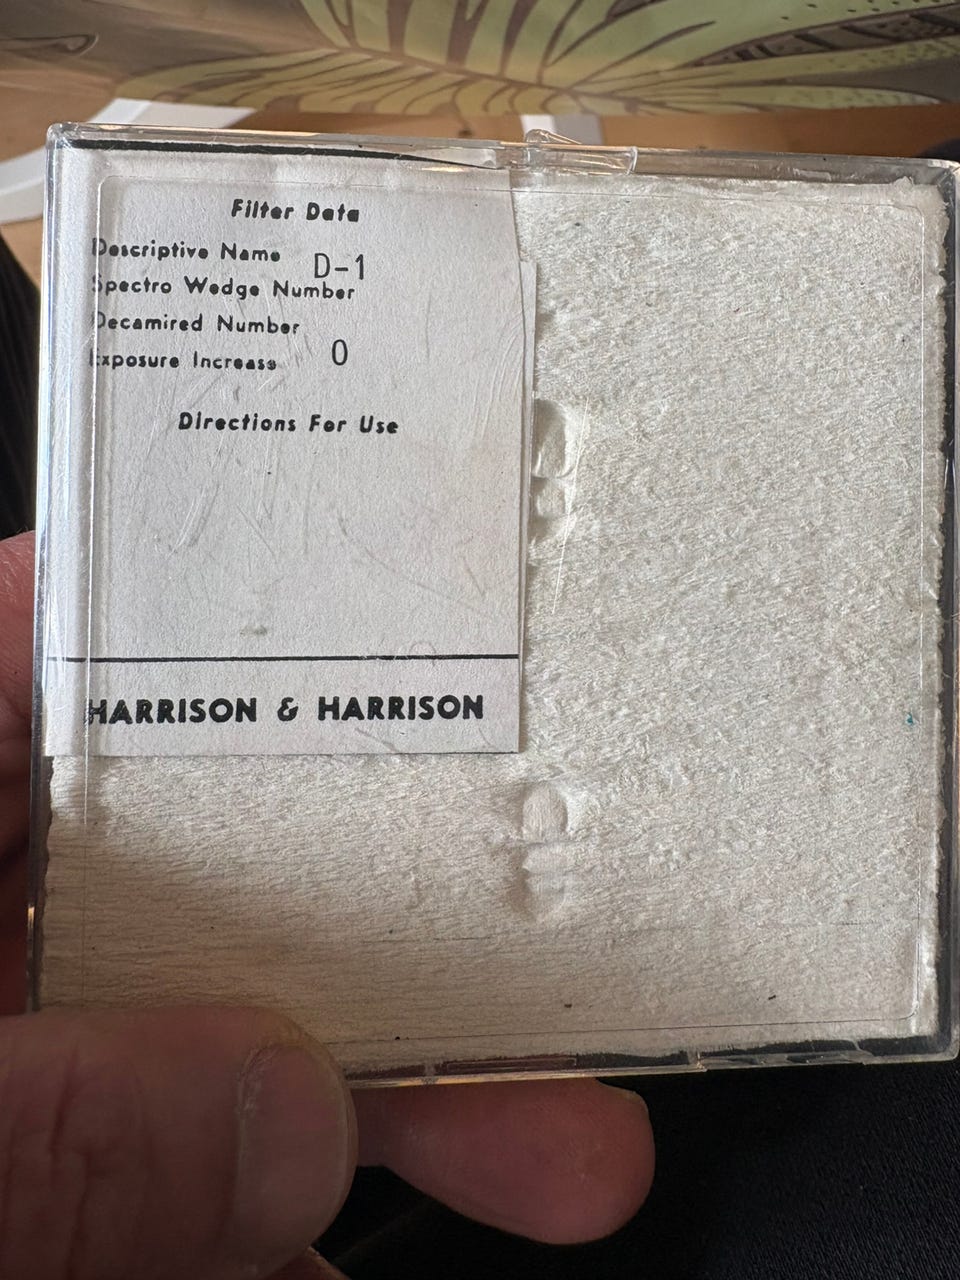 Filter Data
Descriptive Name D-1
Spectro Wedge Number
Decamired Number
Exposure Increase 0
Directions For Use
HARRISON & HARRISON